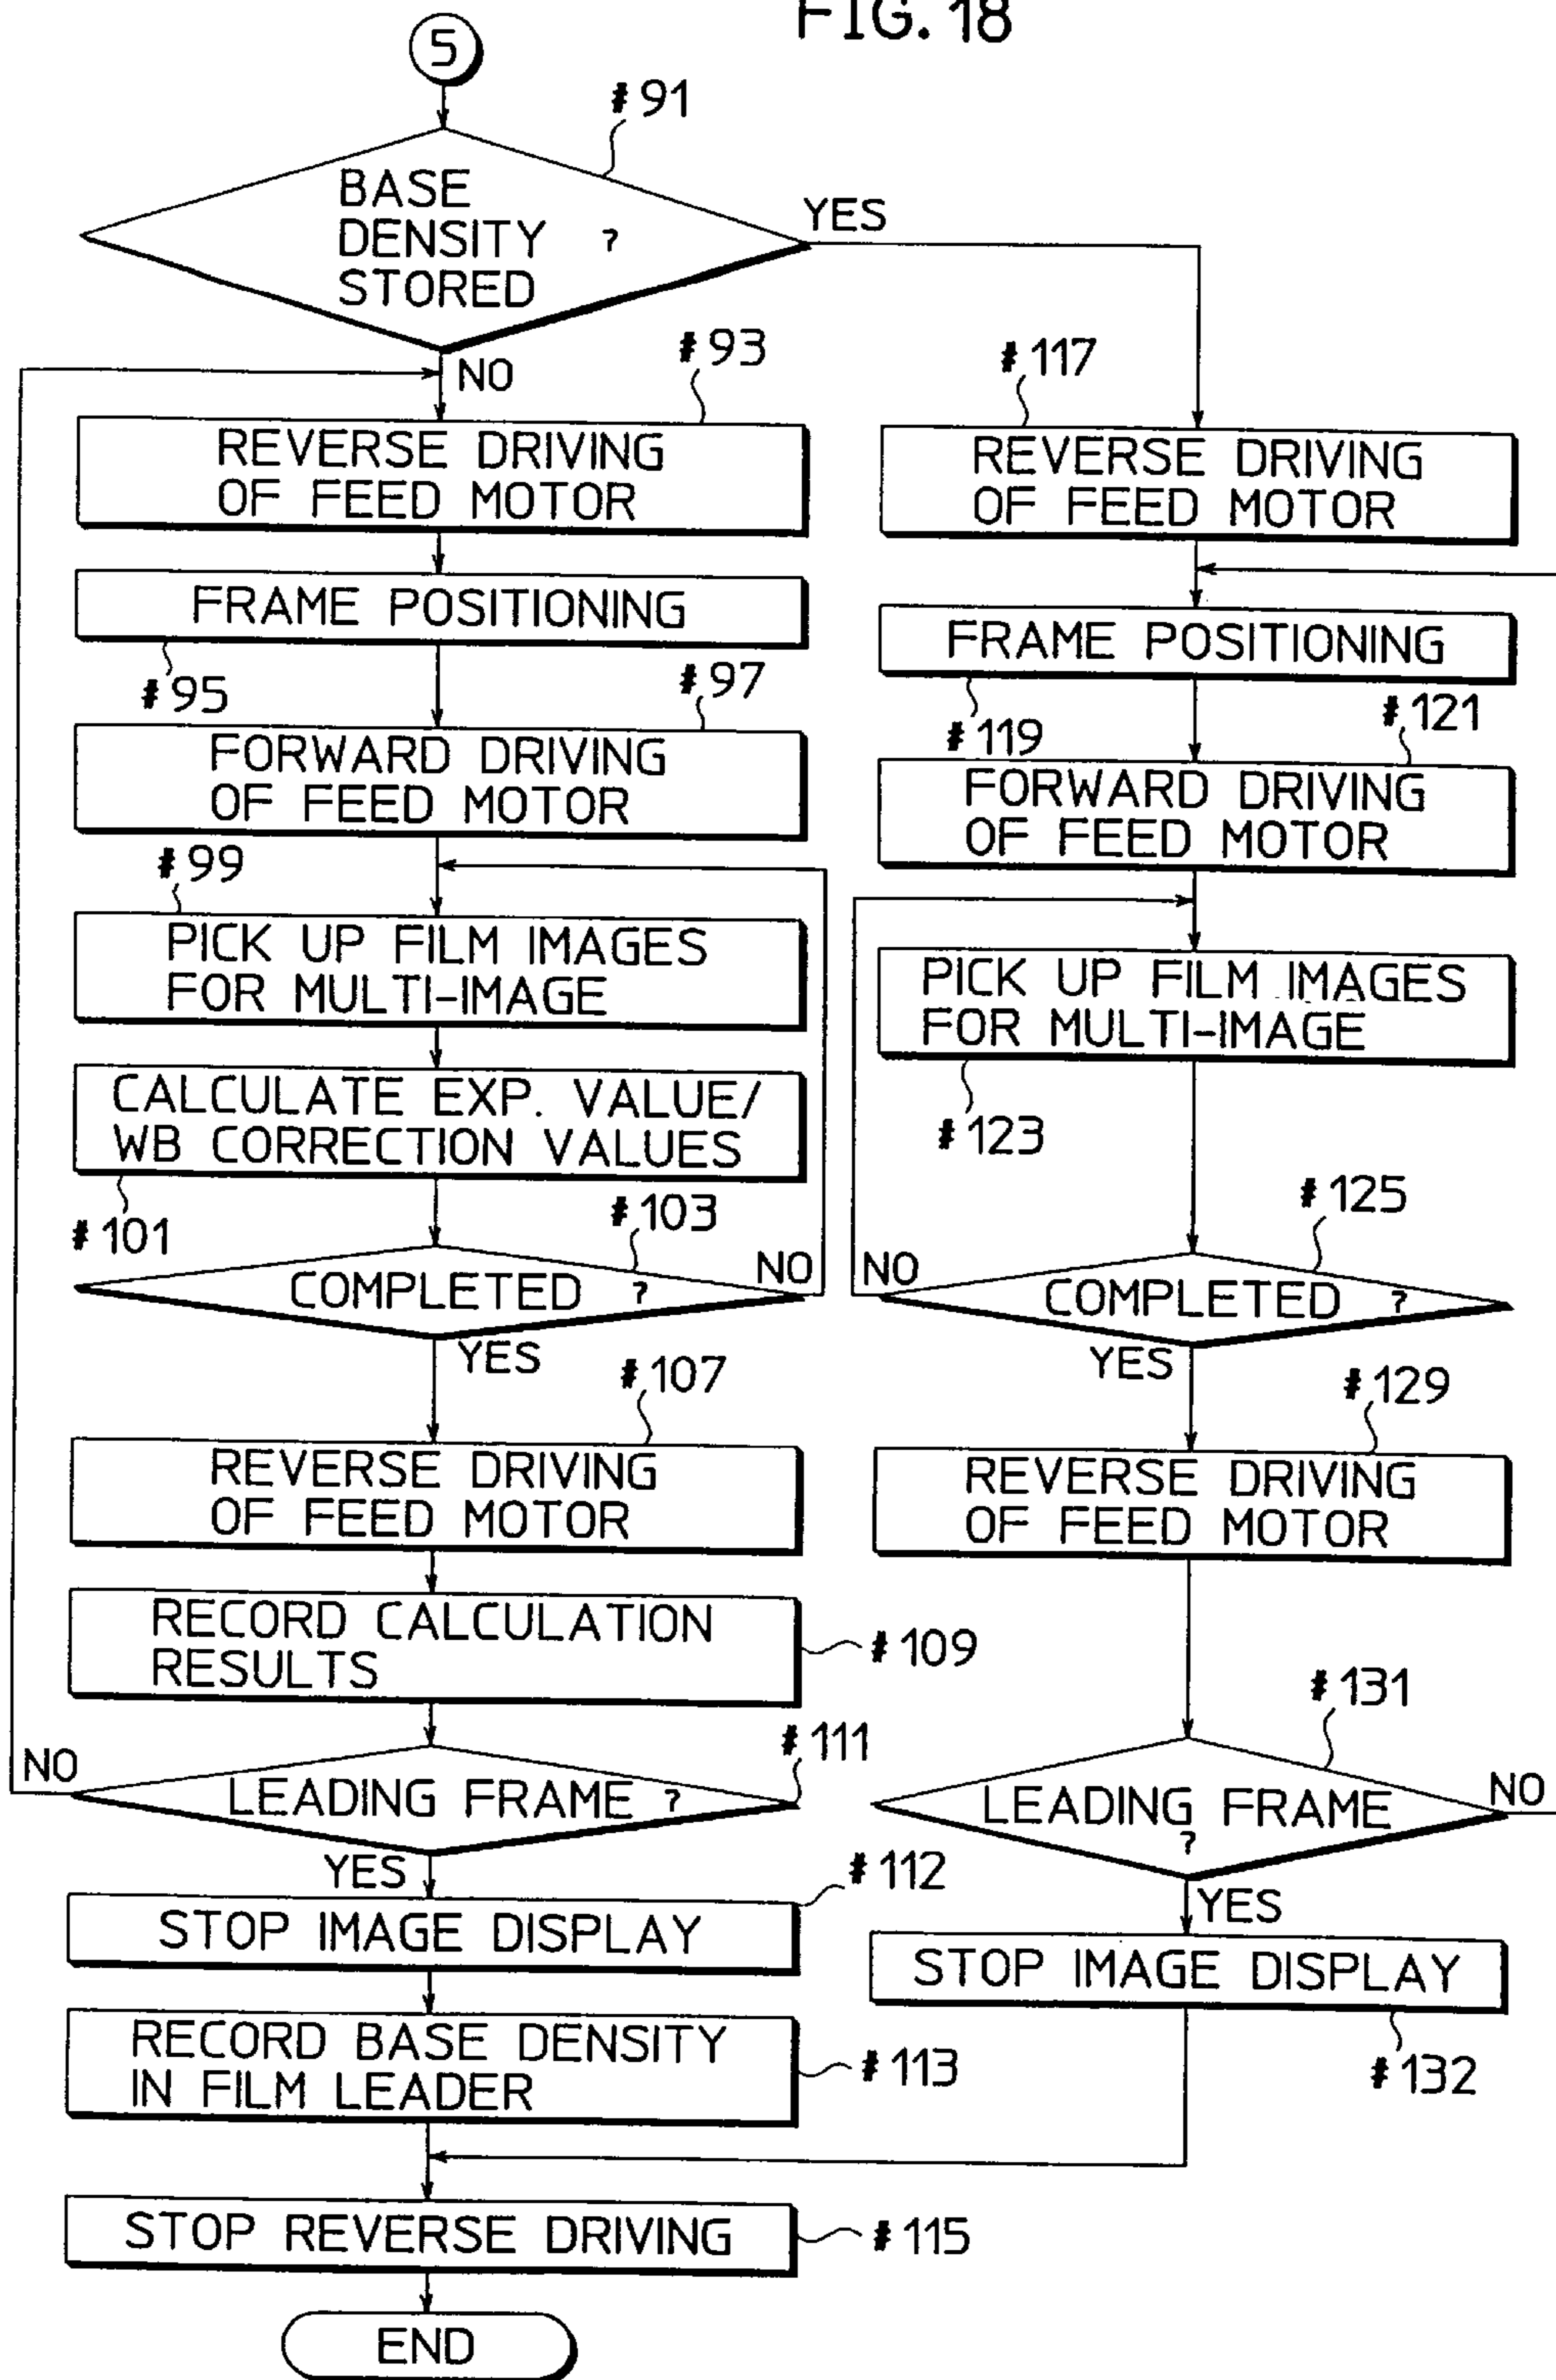 FIG. 18
5
#91
BASE
DENSITY ?
STORED
YES
NO
#93
REVERSE DRIVING
OF FEED MOTOR
FRAME POSITIONING
#95
#97
FORWARD DRIVING
OF FEED MOTOR
#99
PICK UP FILM IMAGES
FOR MULTI-IMAGE
CALCULATE EXP. VALUE/
WB CORRECTION VALUES
#101
#103
COMPLETED ?
NO
YES
#107
REVERSE DRIVING
OF FEED MOTOR
RECORD CALCULATION
RESULTS
#109
#111
LEADING FRAME ?
NO
YES
#112
STOP IMAGE DISPLAY
RECORD BASE DENSITY
IN FILM LEADER
#113
STOP REVERSE DRIVING
#115
END
#117
REVERSE DRIVING
OF FEED MOTOR
FRAME POSITIONING
#119
#121
FORWARD DRIVING
OF FEED MOTOR
PICK UP FILM IMAGES
FOR MULTI-IMAGE
#123
#125
NO
COMPLETED ?
YES
#129
REVERSE DRIVING
OF FEED MOTOR
#131
LEADING FRAME
?
NO
YES
STOP IMAGE DISPLAY
#132